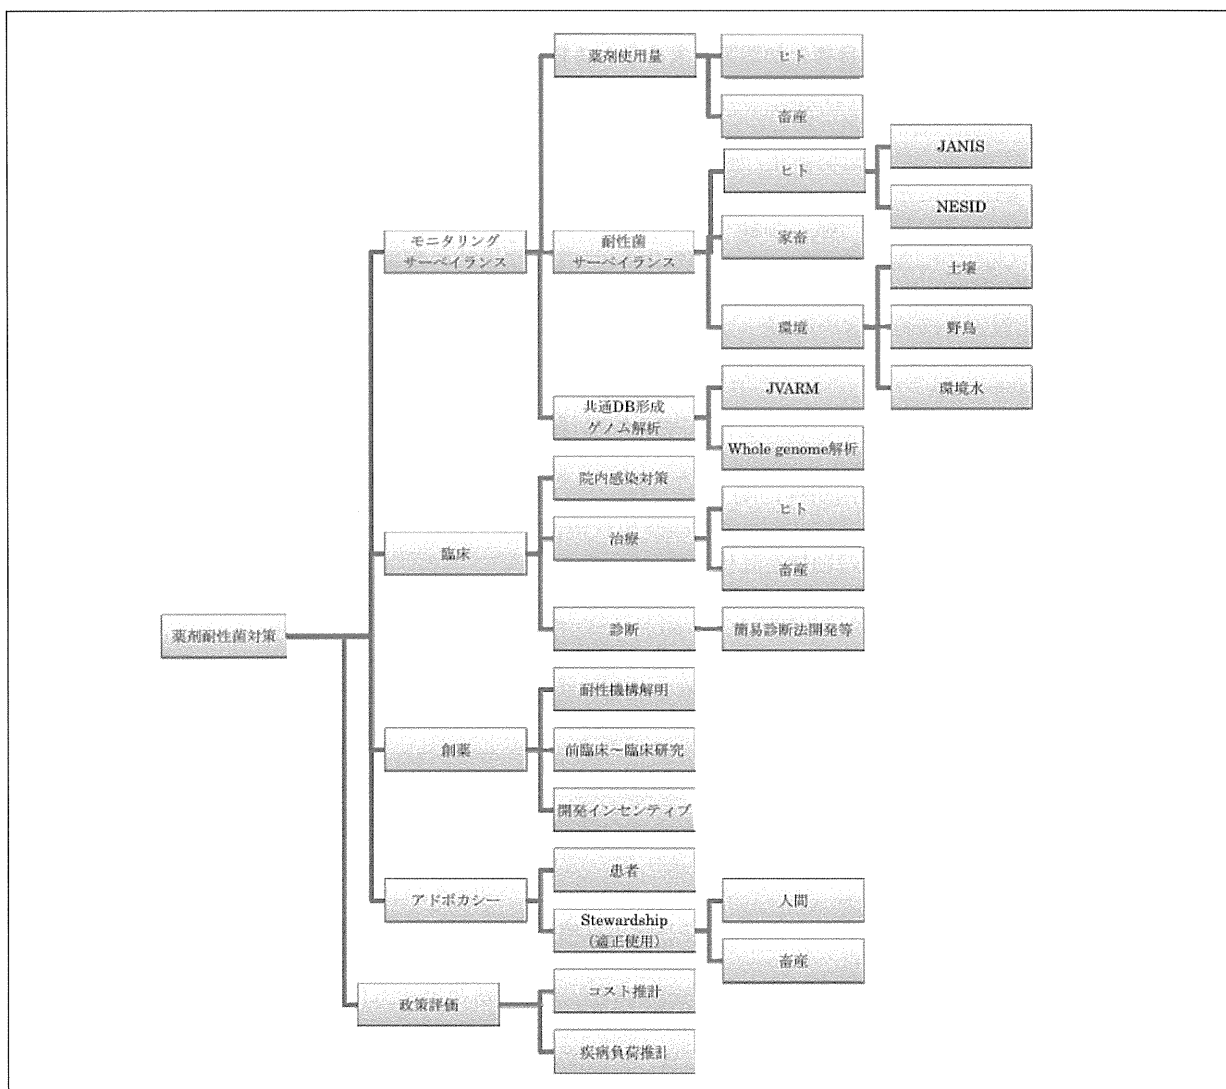 薬剤耐性菌対策
モニタリング
サーベイランス
薬剤使用量
ヒト
畜産
耐性菌
サーベイランス
ヒト
JANIS
NESID
家畜
環境
土壌
野鳥
環境水
共通DB形成
ゲノム解析
JVARM
Whole genome解析
臨床
院内感染対策
治療
ヒト
畜産
診断
簡易診断法開発等
創薬
耐性機構解明
前臨床〜臨床研究
開発インセンティブ
アドボカシー
患者
Stewardship
（適正使用）
人間
畜産
政策評価
コスト推計
疾病負荷推計